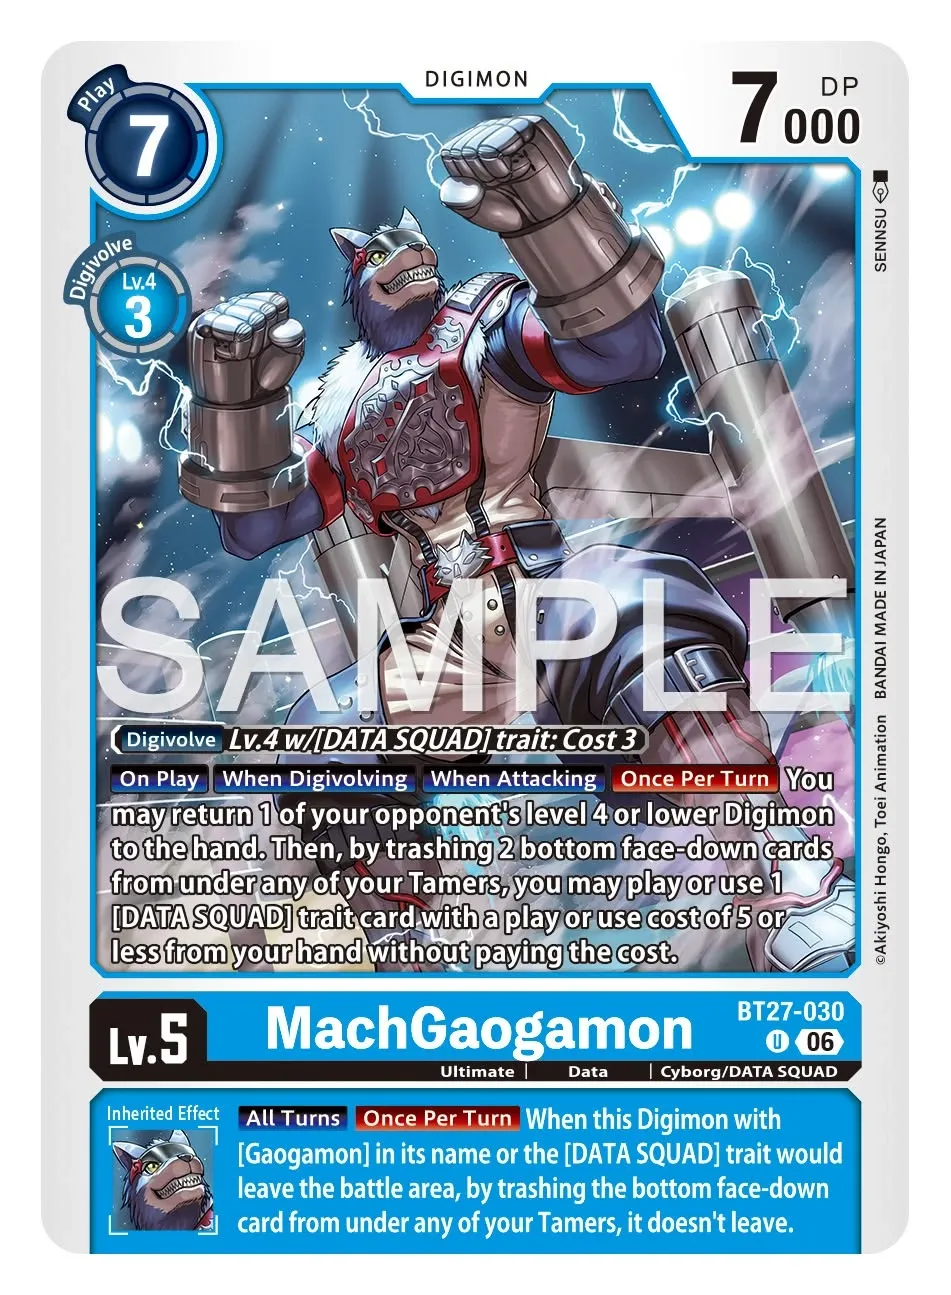 DIGIMON
Play
7
7000
DP
Digivolve
Lv.4
3
SENNSU
SAMPLE
BANDAI MADE IN JAPAN
©Akiyoshi Hongo, Toei Animation
Digivolve Lv.4 w/[DATA SQUAD] trait: Cost 3
On Play When Digivolving When Attacking Once Per Turn You
may return 1 of your opponent's level 4 or lower Digimon
to the hand. Then, by trashing 2 bottom face-down cards
from under any of your Tamers, you may play or use 1
[DATA SQUAD] trait card with a play or use cost of 5 or
less from your hand without paying the cost.
Lv.5
MachGaogamon
BT27-030
U 06
Ultimate | Data | Cyborg/DATA SQUAD
Inherited Effect
All Turns Once Per Turn When this Digimon with
[Gaogamon] in its name or the [DATA SQUAD] trait would
leave the battle area, by trashing the bottom face-down
card from under any of your Tamers, it doesn't leave.